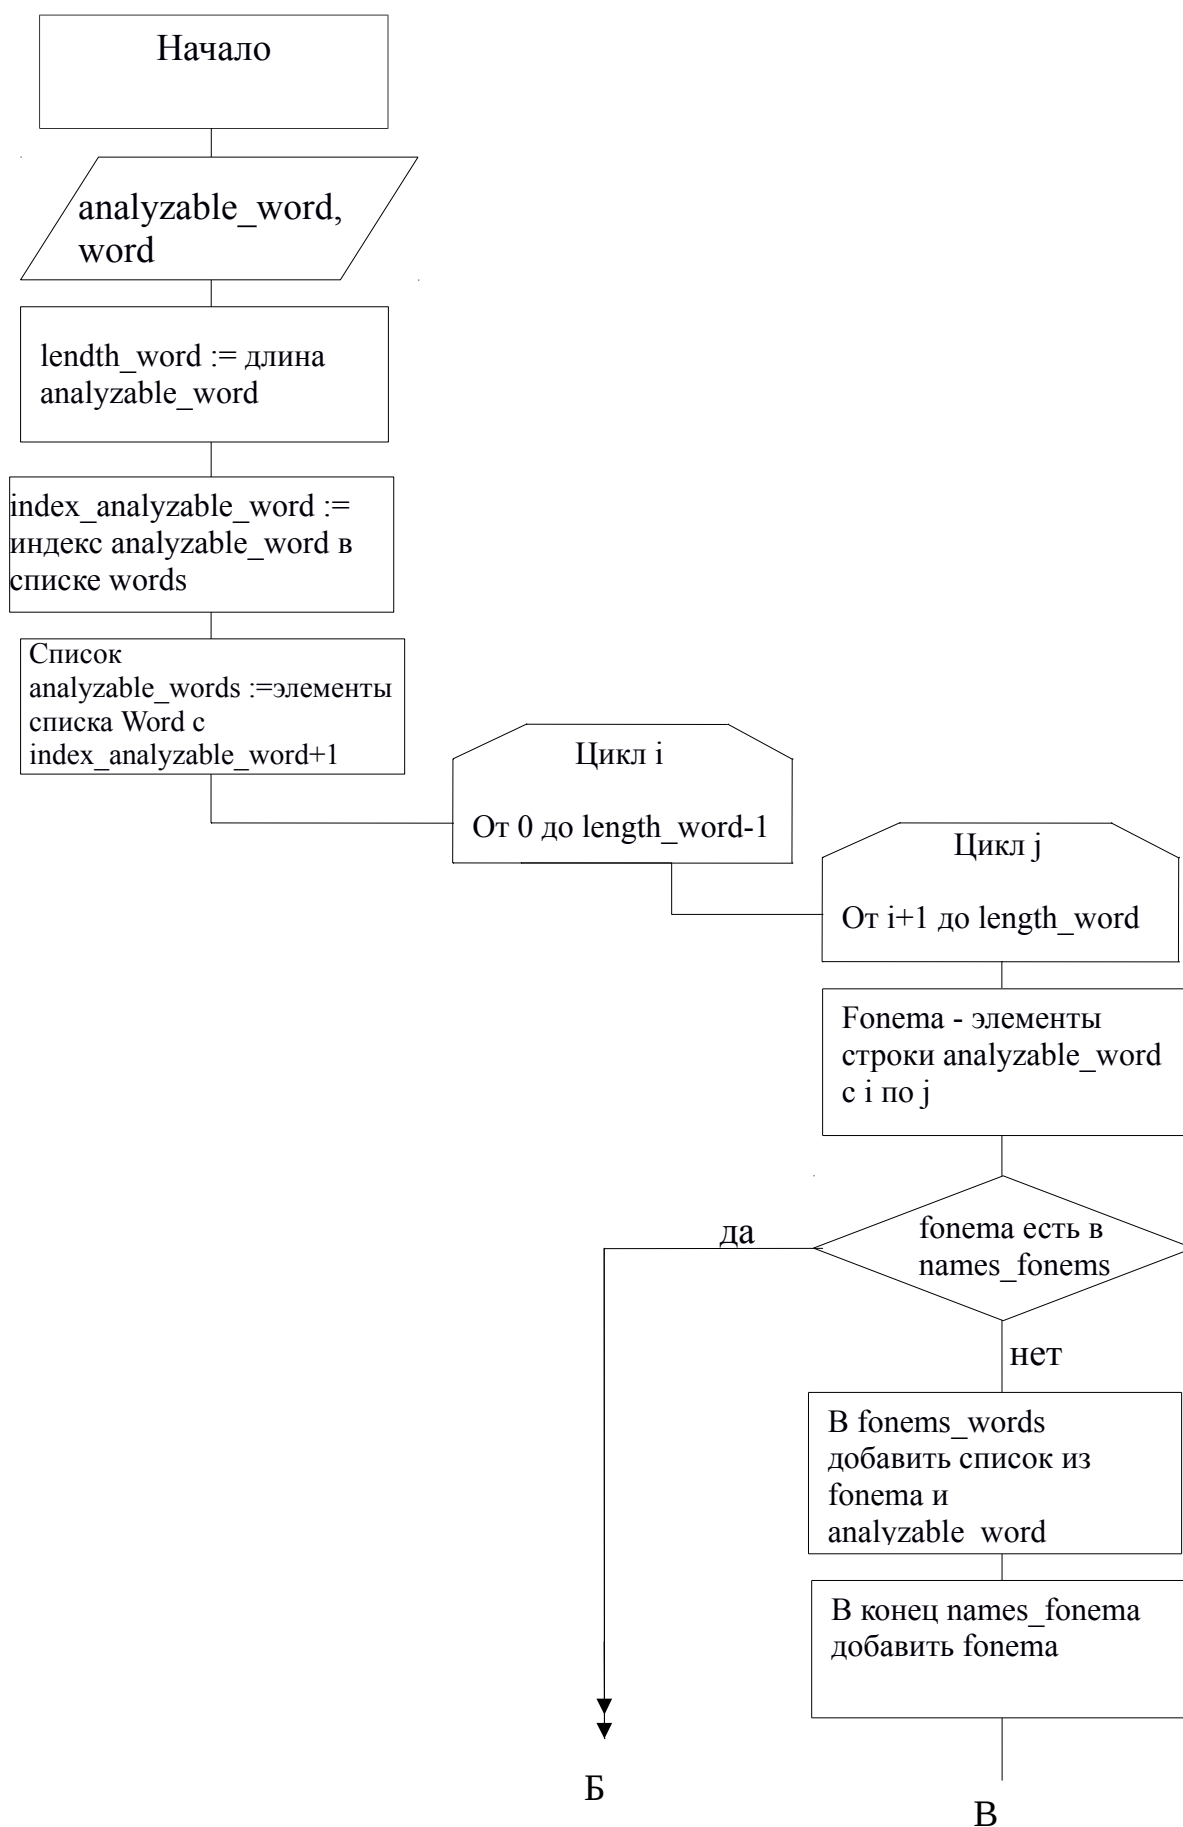 Начало
analyzable_word,
word
lendth_word := длина
analyzable_word
index_analyzable_word :=
индекс analyzable_word в
списке words
Список
analyzable_words :=элементы
списка Word с
index_analyzable_word+1
Цикл i
От 0 до length_word-1
Цикл j
От i+1 до length_word
Fonema - элементы
строки analyzable_word
с i по j
да
fonema есть в
names_fonems
нет
В fonems_words
добавить список из
fonema и
analyzable_word
В конец names_fonema
добавить fonema
Б
В